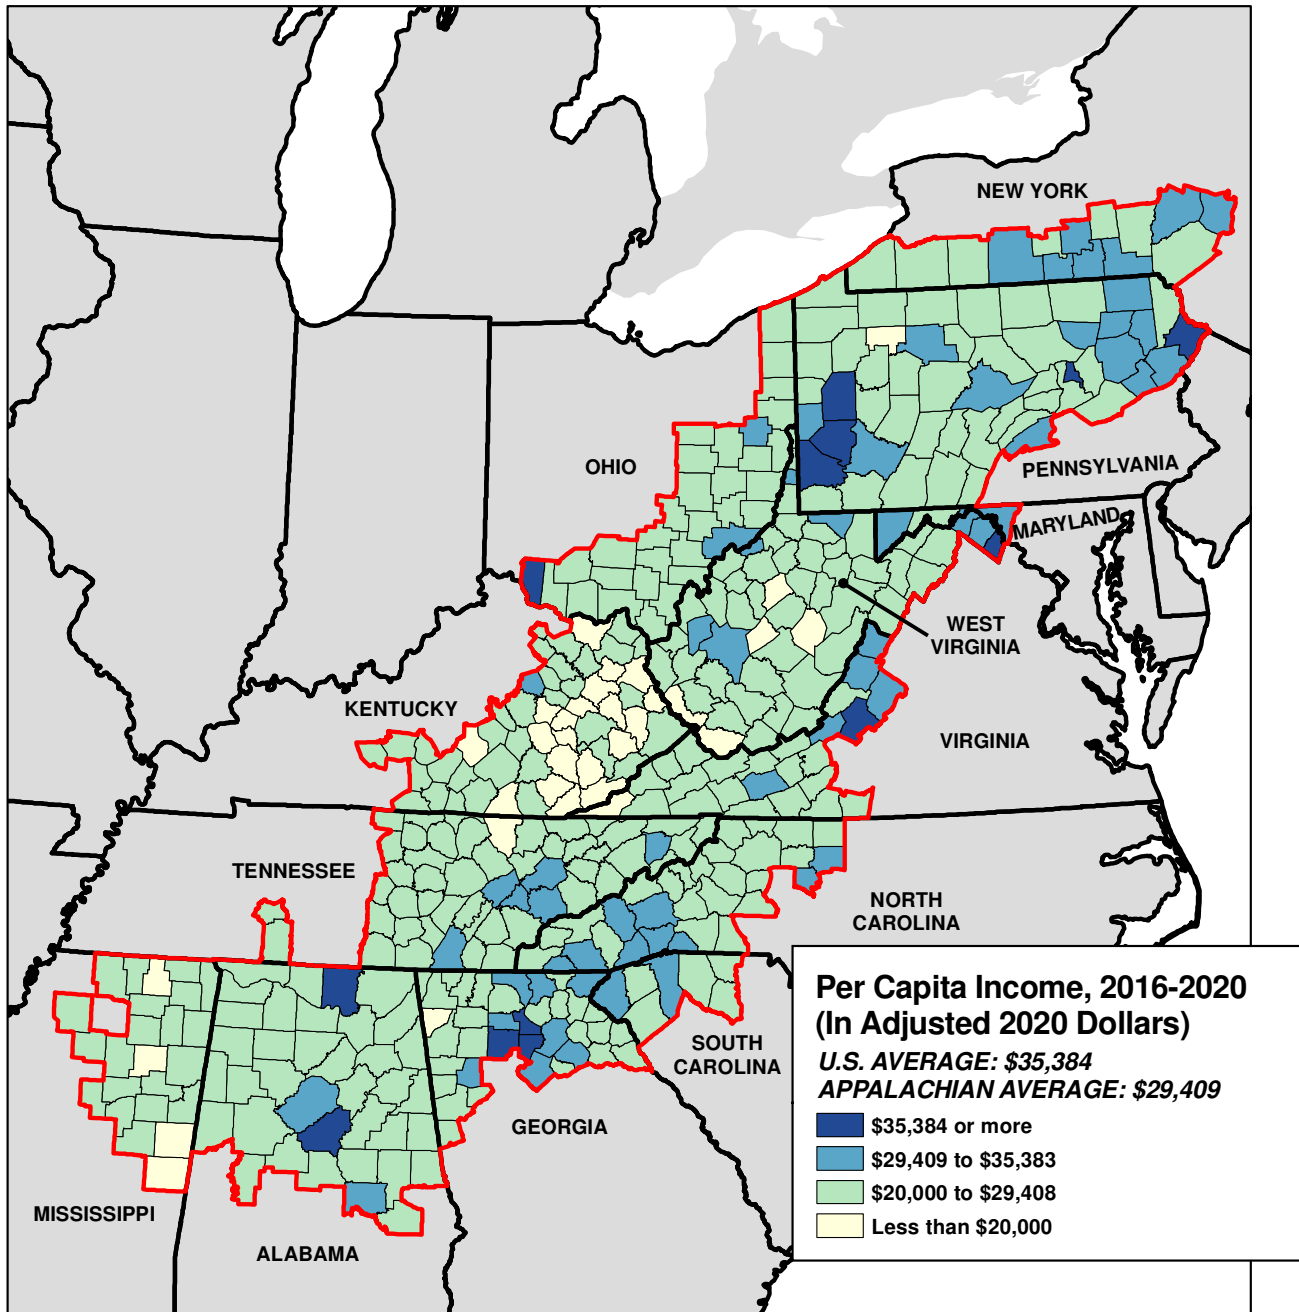 NEW YORK
OHIO
PENNSYLVANIA
MARYLAND
WEST
VIRGINIA
KENTUCKY
VIRGINIA
TENNESSEE
NORTH
CAROLINA
SOUTH
CAROLINA
GEORGIA
MISSISSIPPI
ALABAMA
Per Capita Income, 2016-2020
(In Adjusted 2020 Dollars)
U.S. AVERAGE: $35,384
APPALACHIAN AVERAGE: $29,409
$35,384 or more
$29,409 to $35,383
$20,000 to $29,408
Less than $20,000